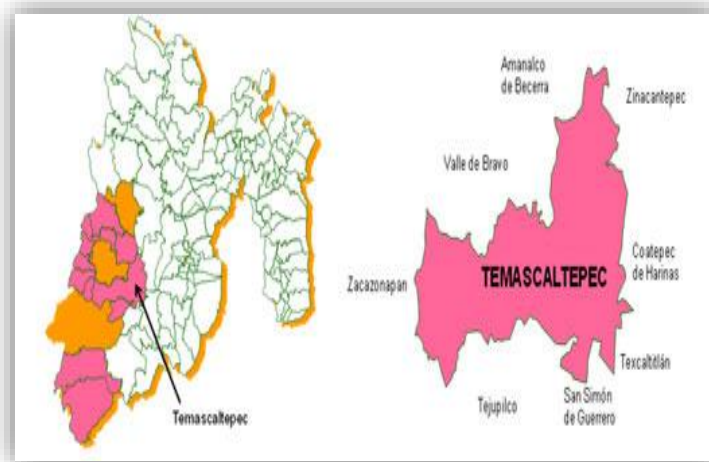 Amanalco
de Becerra
Zinacantepec
Valle de Bravo
Zacazonapan
TEMASCALTEPEC
Coatepec
de Harinas
Texcaltitlán
Tejupilco
San Simón
de Guerrero
Temascaltepec